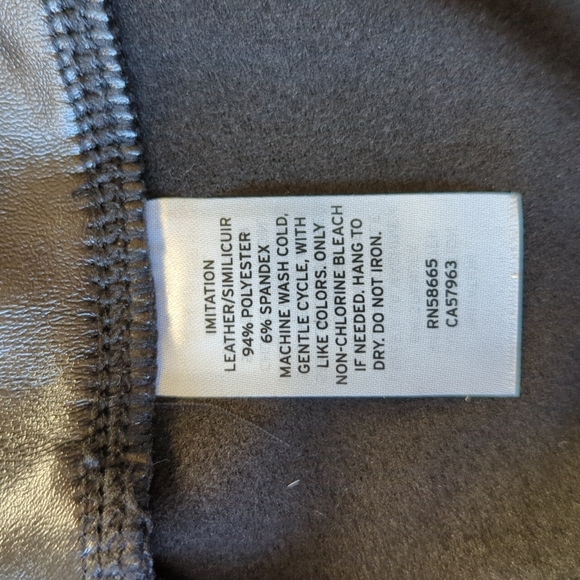 IMITATION
LEATHER/SIMILICUIR
94% POLYESTER
6% SPANDEX
MACHINE WASH COLD,
GENTLE CYCLE, WITH
LIKE COLORS. ONLY
NON-CHLORINE BLEACH
IF NEEDED. HANG TO
DRY. DO NOT IRON.
RN58665
CA57963